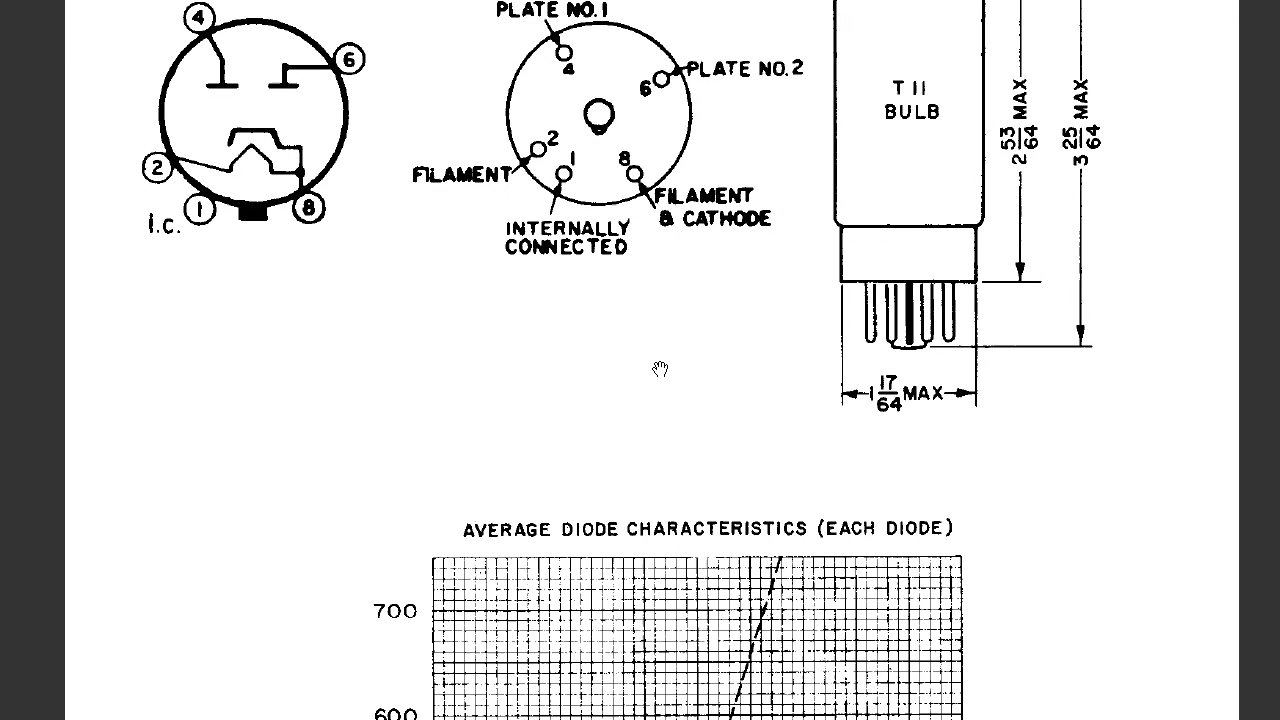 PLATE NO.1
4
6
4
PLATE NO.2
6
2
2
1
8
FILAMENT
1
8
i.c.
FILAMENT
& CATHODE
INTERNALLY
CONNECTED
T 11
BULB
2 53/64 MAX
3 25/64 MAX
1 17/64 MAX
AVERAGE DIODE CHARACTERISTICS (EACH DIODE)
700
600